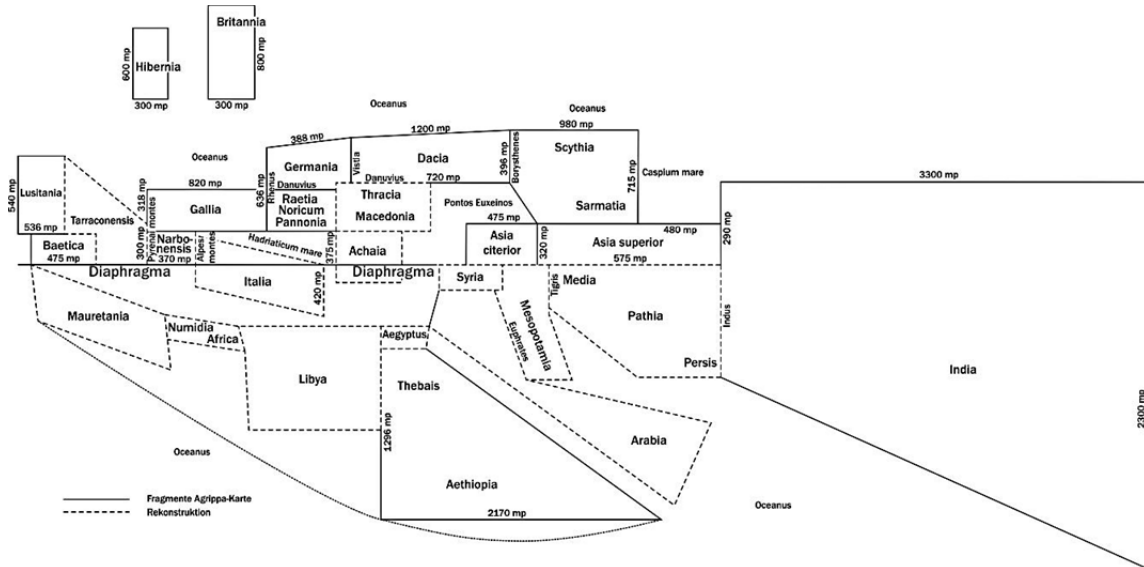 Britannia
800 mp
300 mp
600 mp
Hibernia
300 mp
Oceanus
Oceanus
Oceanus
388 mp
1200 mp
980 mp
Germania
Vistla
Dacia
396 mp
Borysthenes
Scythia
715 mp
Caspium mare
3300 mp
540 mp
Lusitania
536 mp
Tarraconensis
318 mp
820 mp
Gallia
636 mp
Rhenus
Danuvius
Raetia
Noricum
Pannonia
Danuvius
720 mp
Thracia
Macedonia
Pontos Euxeinos
475 mp
Sarmatia
480 mp
290 mp
Baetica
475 mp
300 mp
Pyrenai montes
Narbo-
nensis
370 mp
Alpes/
montes
Hadriaticum mare
375 mp
Achaia
Asia
citerior
320 mp
Asia superior
575 mp
Diaphragma
Diaphragma
Italia
420 mp
Syria
Tigris
Media
Mauretania
Numidia
Africa
Aegyptus
Mesopotamia
Euphrates
Pathia
Indus
Persis
Libya
Thebais
India
2300 mp
1296 mp
Arabia
Oceanus
Aethiopia
Oceanus
2170 mp
Fragmente Agrippa-Karte
Rekonstruktion